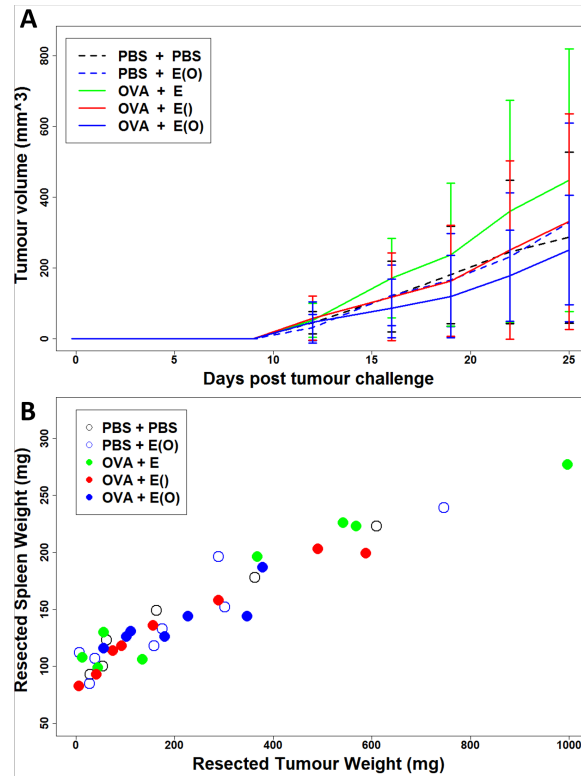 A
PBS + PBS
PBS + E(O)
OVA + E
OVA + E()
OVA + E(O)
Tumour volume (mm^3)
0
200
400
600
800
0
5
10
15
20
25
Days post tumour challenge
B
PBS + PBS
PBS + E(O)
OVA + E
OVA + E()
OVA + E(O)
Resected Spleen Weight (mg)
50
100
150
200
250
300
0
200
400
600
800
1000
Resected Tumour Weight (mg)